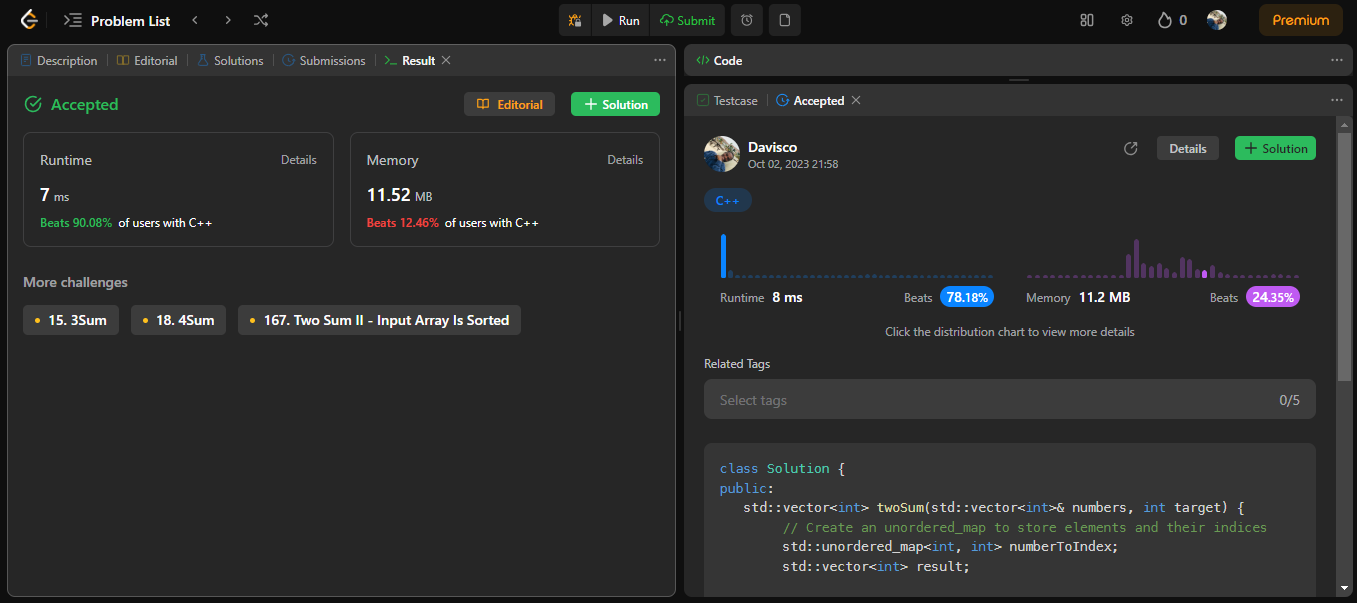 Problem List
Run
Submit
0
Premium
Description
Editorial
Solutions
Submissions
Result
Accepted
Editorial
Solution
Runtime
Details
7 ms
Beats 90.08% of users with C++
Memory
Details
11.52 MB
Beats 12.46% of users with C++
More challenges
15. 3Sum
18. 4Sum
167. Two Sum II - Input Array Is Sorted
</> Code
Testcase
Accepted
Davisco
Oct 02, 2023 21:58
Details
Solution
C++
Runtime 8 ms
Beats 78.18%
Memory 11.2 MB
Beats 24.35%
Click the distribution chart to view more details
Related Tags
Select tags
0/5
class Solution {
public:
std::vector<int> twoSum(std::vector<int>& numbers, int target) {
// Create an unordered_map to store elements and their indices
std::unordered_map<int, int> numberToIndex;
std::vector<int> result;